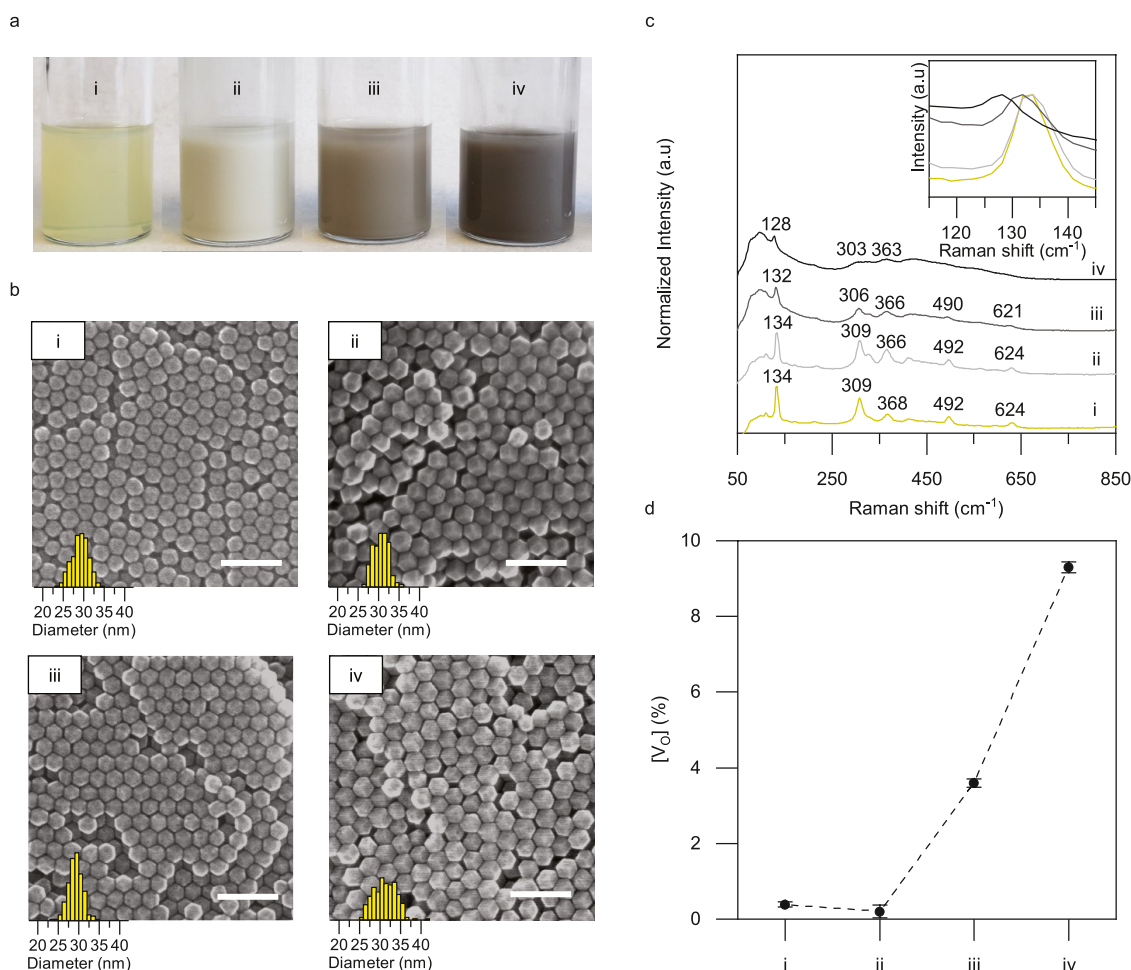 a
i ii iii iv
b
i
20 25 30 35 40
Diameter (nm)
ii
20 25 30 35 40
Diameter (nm)
iii
20 25 30 35 40
Diameter (nm)
iv
20 25 30 35 40
Diameter (nm)
c
Normalized Intensity (a.u)
Intensity (a.u)
120 130 140
Raman shift (cm⁻¹)
128 303 363 iv
132 306 366 490 621 iii
134 309 366 492 624 ii
134 309 368 492 624 i
50 250 450 650 850
Raman shift (cm⁻¹)
d
[V_O] (%)
10
8
6
4
2
0
i ii iii iv